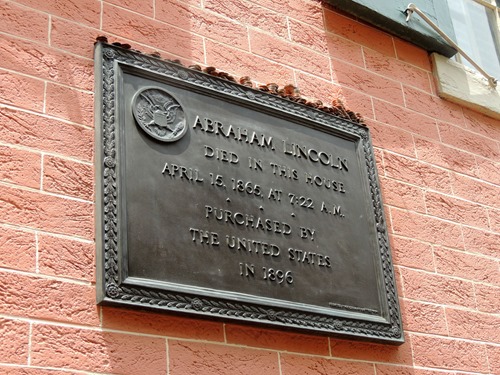 ABRAHAM LINCOLN
DIED IN THIS HOUSE
APRIL 15, 1865, AT 7:22 A.M.
PURCHASED BY
THE UNITED STATES
IN 1896